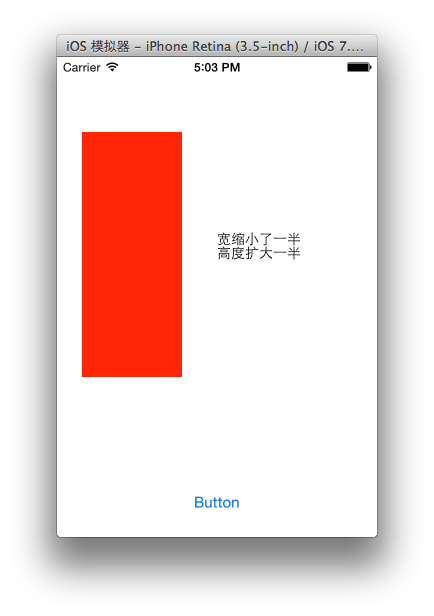 iOS 模拟器 - iPhone Retina (3.5-inch) / iOS 7....
Carrier 5:03 PM
宽缩小了一半
高度扩大一半
Button